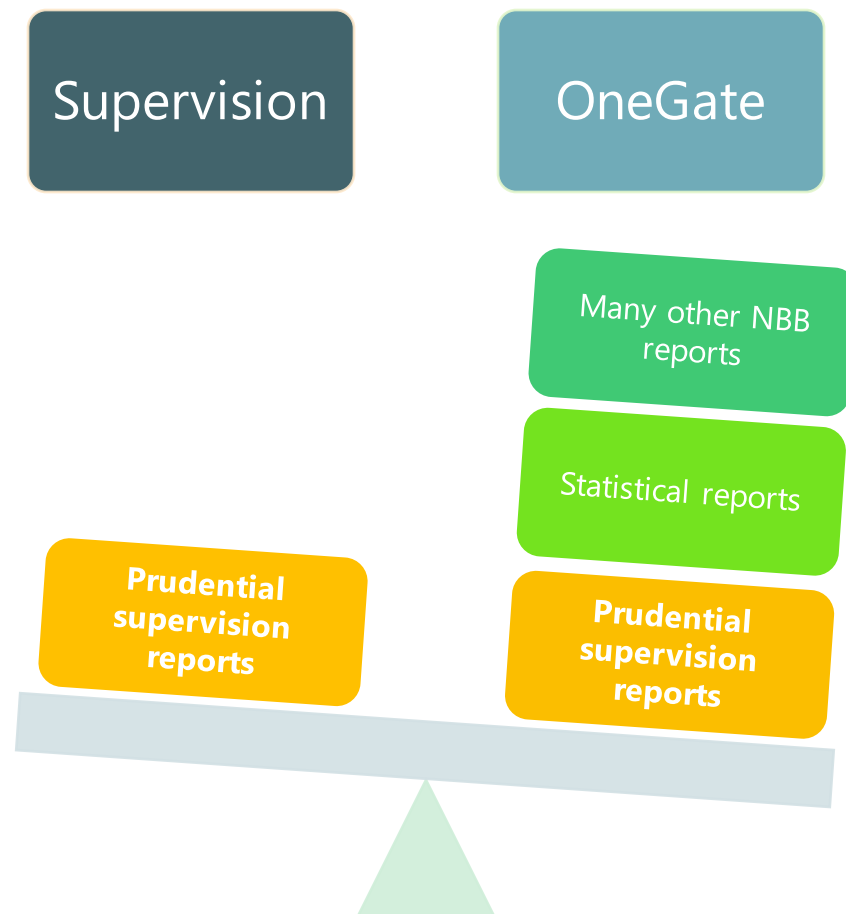 Supervision
OneGate
Many other NBB
reports
Statistical reports
Prudential
supervision
reports
Prudential
supervision
reports